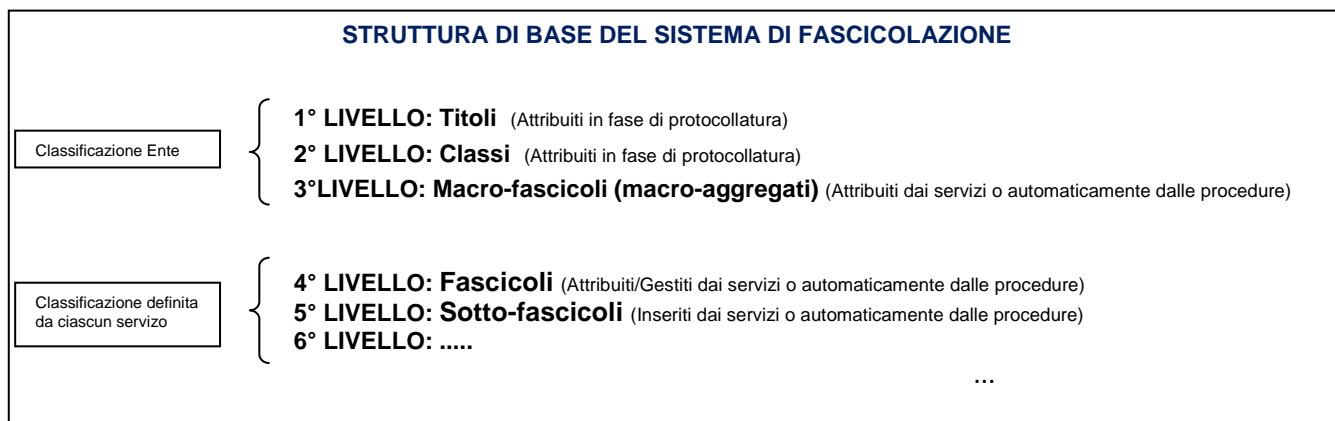 STRUTTURA DI BASE DEL SISTEMA DI FASCICOLAZIONE
Classificazione Ente
1° LIVELLO: Titoli (Attribuiti in fase di protocollatura)
2° LIVELLO: Classi (Attribuiti in fase di protocollatura)
3°LIVELLO: Macro-fascicoli (macro-aggregati) (Attribuiti dai servizi o automaticamente dalle procedure)
Classificazione definita
da ciascun servizo
4° LIVELLO: Fascicoli (Attribuiti/Gestiti dai servizi o automaticamente dalle procedure)
5° LIVELLO: Sotto-fascicoli (Inseriti dai servizi o automaticamente dalle procedure)
6° LIVELLO: .....
...